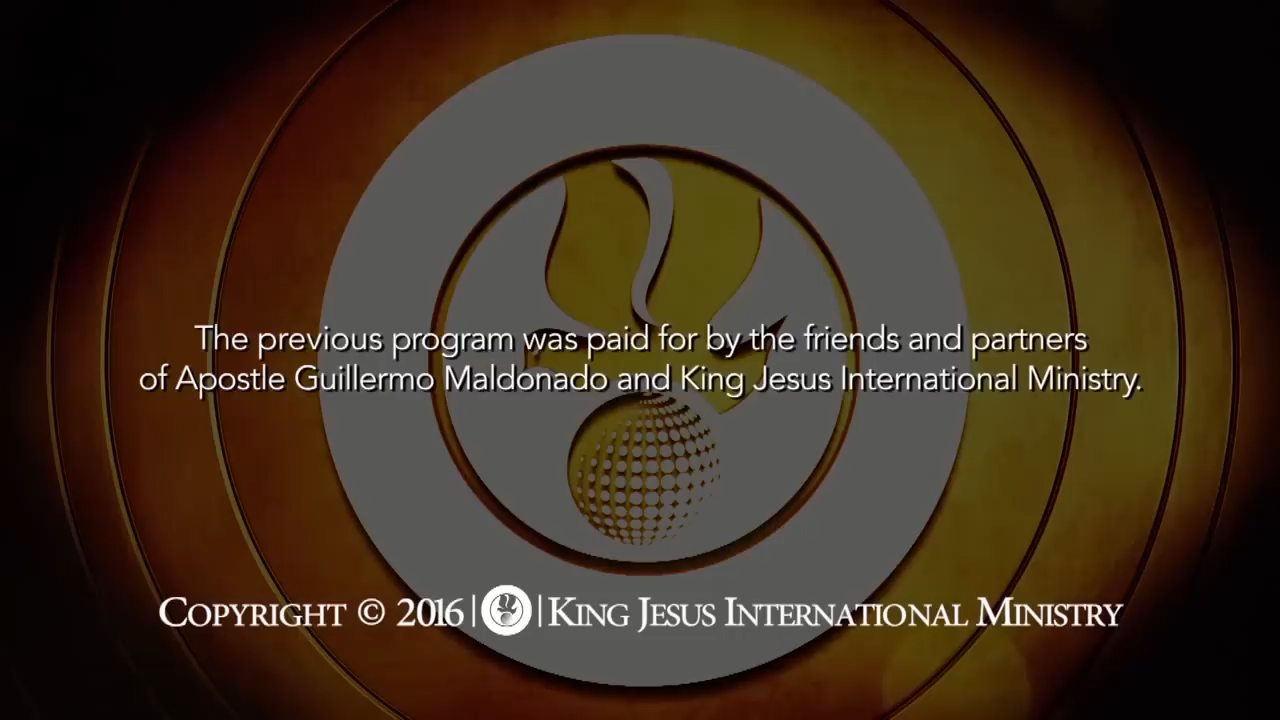 The previous program was paid for by the friends and partners
of Apostle Guillermo Maldonado and King Jesus International Ministry.
Copyright © 2016 | | King Jesus International Ministry